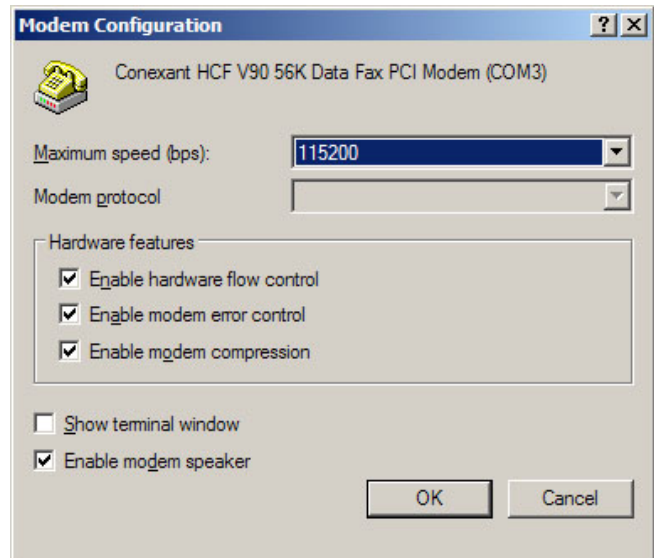 Modem Configuration
Conexant HCF V90 56K Data Fax PCI Modem (COM3)
Maximum speed (bps): 115200
Modem protocol
Hardware features
Enable hardware flow control
Enable modem error control
Enable modem compression
Show terminal window
Enable modem speaker
OK Cancel